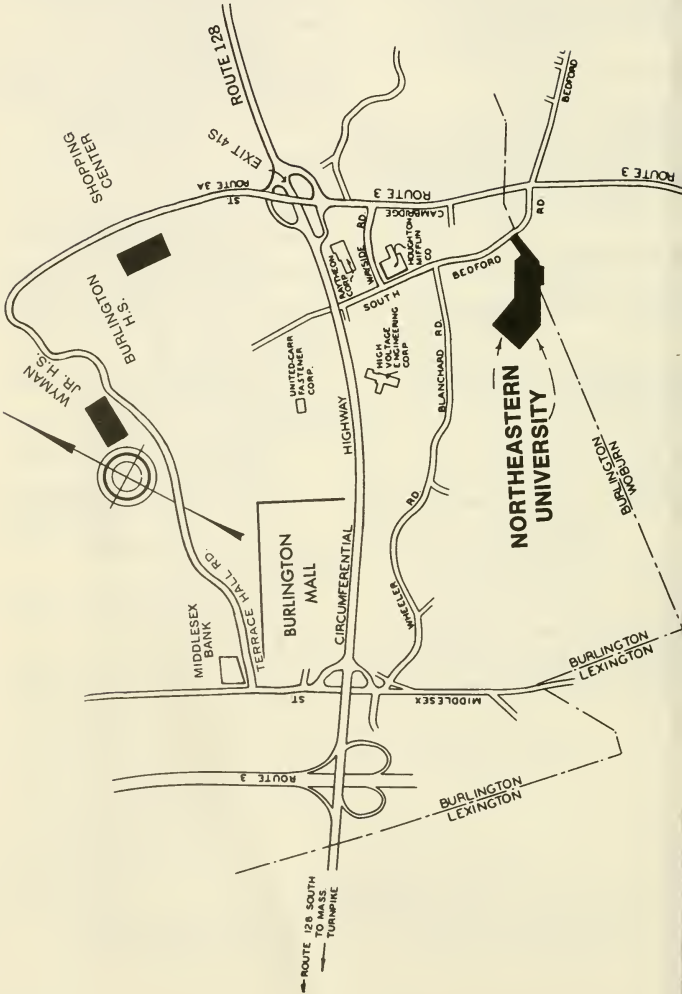 ROUTE 128
EXIT 41S
SHOPPING
CENTER
ROUTE 3A
ST
BURLINGTON
H.S.
WYMAN
JR. H.S.
TERRACE HALL RD.
MIDDLESEX
BANK
BURLINGTON
MALL
CIRCUMFERENTIAL
HIGHWAY
UNITED-CARR
FASTENER
CORP.
RAYTHEON
CORP.
WAYSIDE
RD
HOUGHTON
MIFFLIN
CO
CAMBRIDGE
ROUTE 3
SOUTH
BEDFORD
RD
BEDFORD
ROUTE 3
HIGH
VOLTAGE
ENGINEERING
CORP
BLANCHARD
RD.
WHEELER
RD
NORTHEASTERN
UNIVERSITY
BURLINGTON
WOBURN
ST
MIDDLESEX
BURLINGTON
LEXINGTON
ROUTE 3
BURLINGTON
LEXINGTON
ROUTE 128 SOUTH
TO MASS.
TURNPIKE